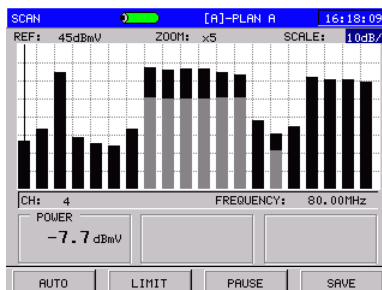 SCAN [A]-PLAN A 16:18:09
REF: 45dBmV ZOOM: x5 SCALE: 10dB/
CH: 4 FREQUENCY: 80.00MHz
POWER
-7.7 dBmV
AUTO LIMIT PAUSE SAVE